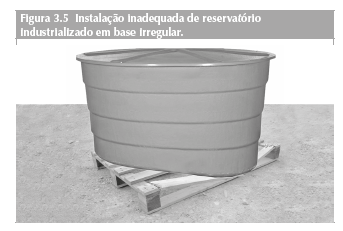 Figura 3.5 Instalação inadequada de reservatório
industrializado em base irregular.